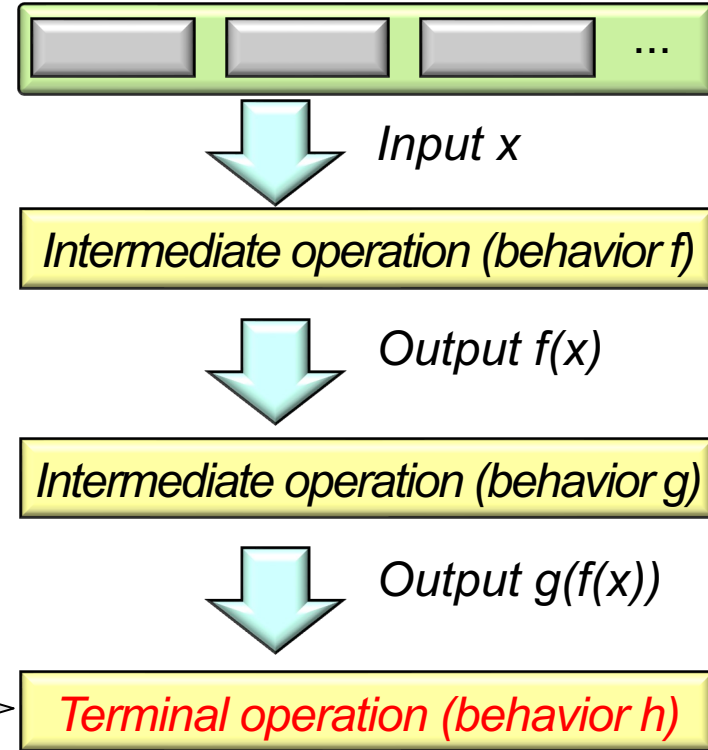 ...
Input x
Intermediate operation (behavior f)
Output f(x)
Intermediate operation (behavior g)
Output g(f(x))
Terminal operation (behavior h)